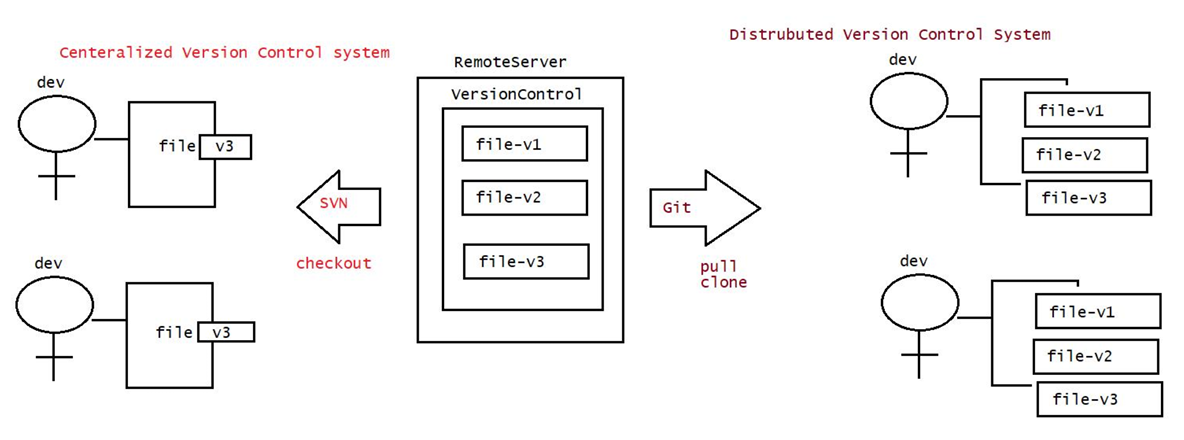 Centeralized Version Control system
dev
file v3
SVN
checkout
dev
file v3
RemoteServer
VersionControl
file-v1
file-v2
file-v3
Distrubuted Version Control System
Git
pull
clone
dev
file-v1
file-v2
file-v3
dev
file-v1
file-v2
file-v3